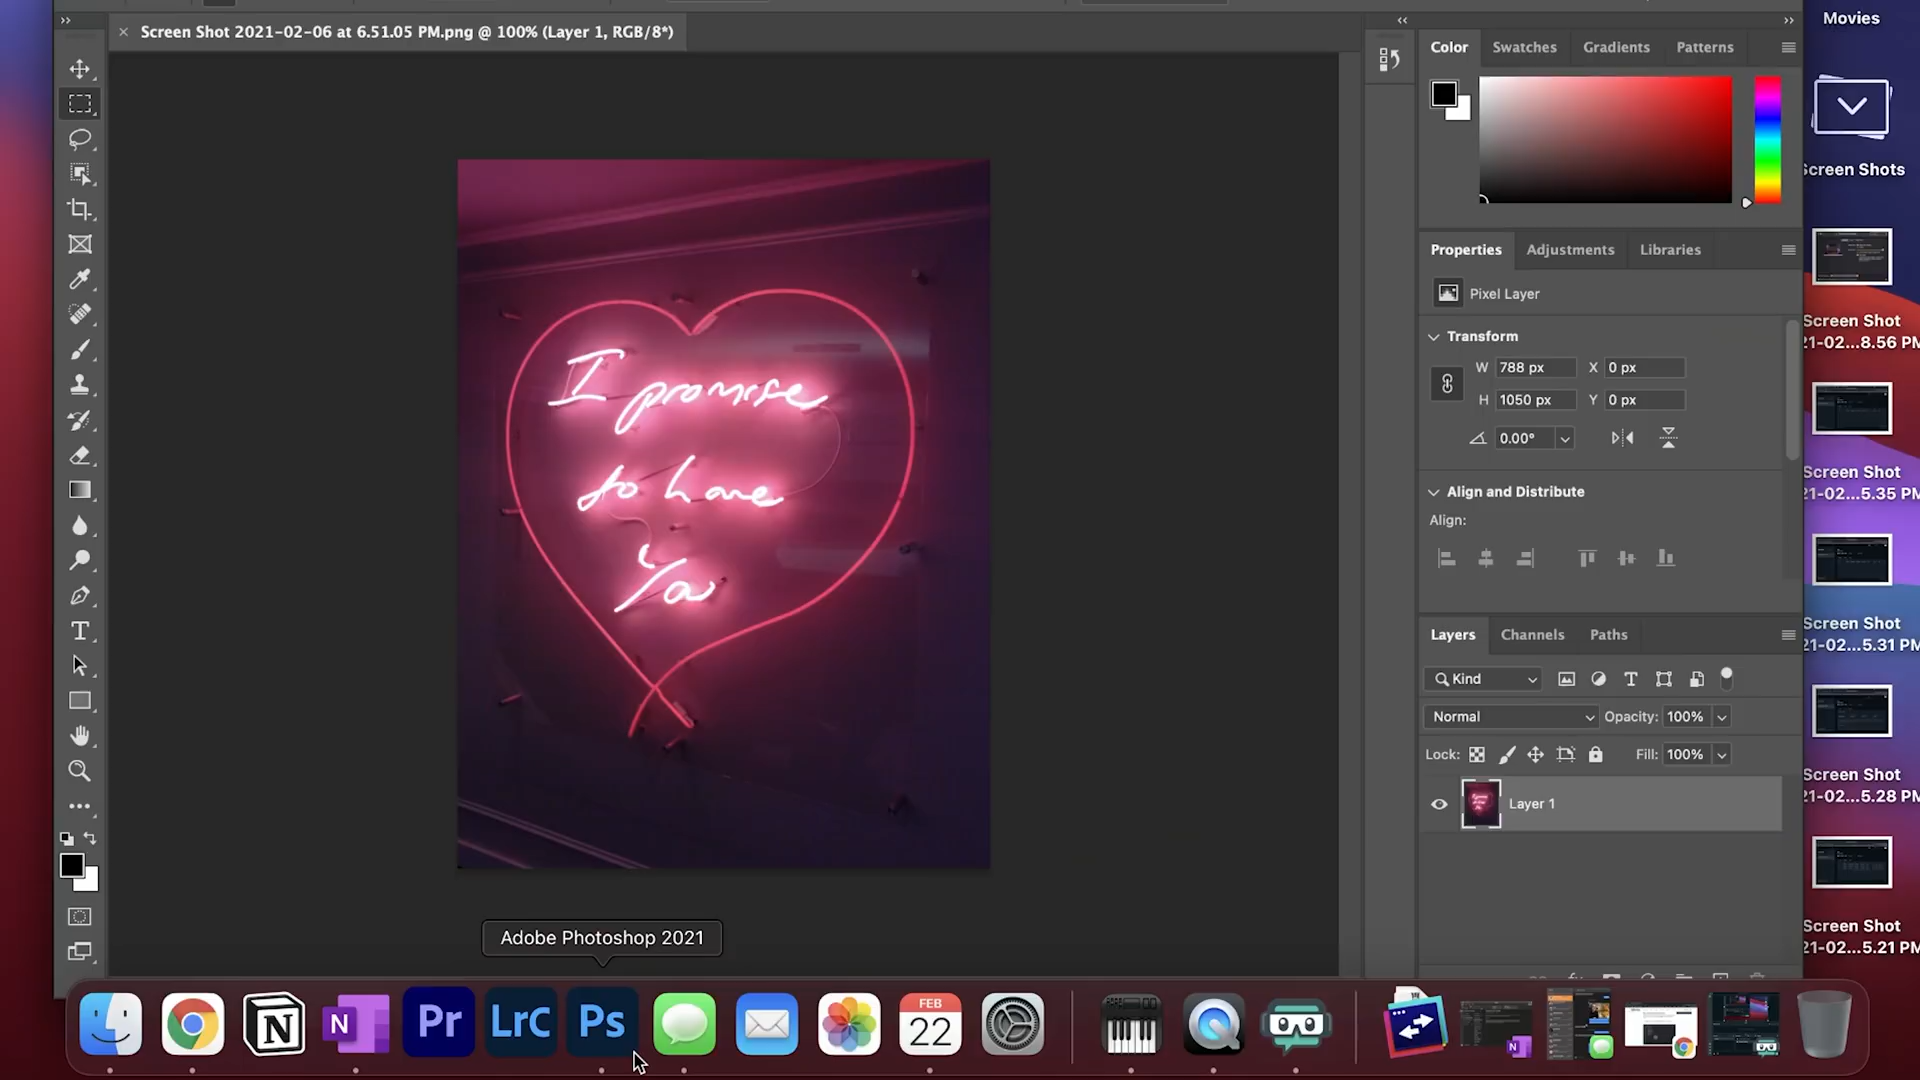 Screen Shot 2021-02-06 at 6.51.05 PM.png @ 100% (Layer 1, RGB/8*)
Color
Swatches
Gradients
Patterns
Properties
Adjustments
Libraries
Pixel Layer
Transform
W 788 px X 0 px
H 1050 px Y 0 px
0.00°
Align and Distribute
Align:
Layers
Channels
Paths
Kind
Normal
Opacity: 100%
Lock:
Fill: 100%
Layer 1
I promise
to love
You
Movies
Screen Shots
Screen Shot
21-02...8.56 PM
Screen Shot
21-02...5.35 PM
Screen Shot
21-02...5.31 PM
Screen Shot
21-02...5.28 PM
Screen Shot
21-02...5.21 PM
Adobe Photoshop 2021
N
N
Pr
LrC
Ps
FEB
22